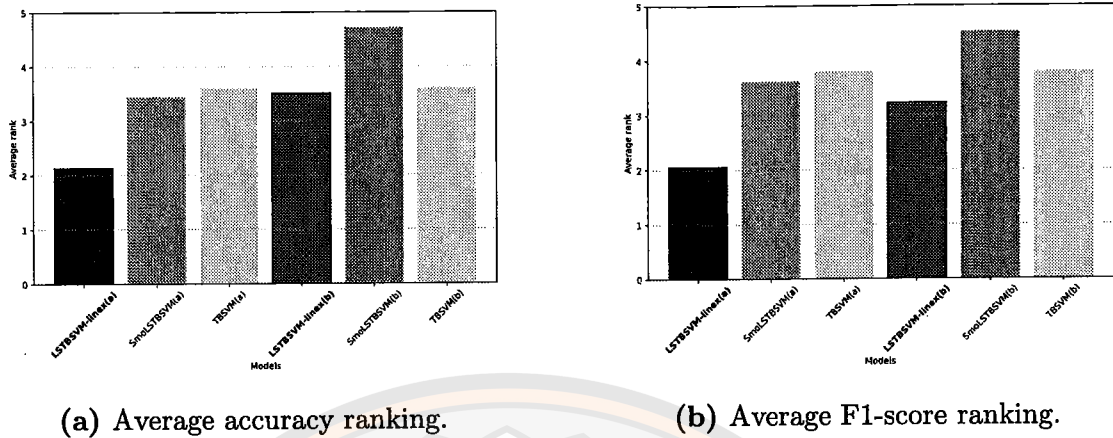 5
4
3
2
1
0
Average rank
LSTBSVM-linex(a)
SmoLSTBSVM(a)
TBSVM(a)
LSTBSVM-linex(b)
SmoLSTBSVM(b)
TBSVM(b)
Models
(a) Average accuracy ranking.
5
4
3
2
1
0
Average rank
LSTBSVM-linex(a)
SmoLSTBSVM(a)
TBSVM(a)
LSTBSVM-linex(b)
SmoLSTBSVM(b)
TBSVM(b)
Models
(b) Average F1-score ranking.